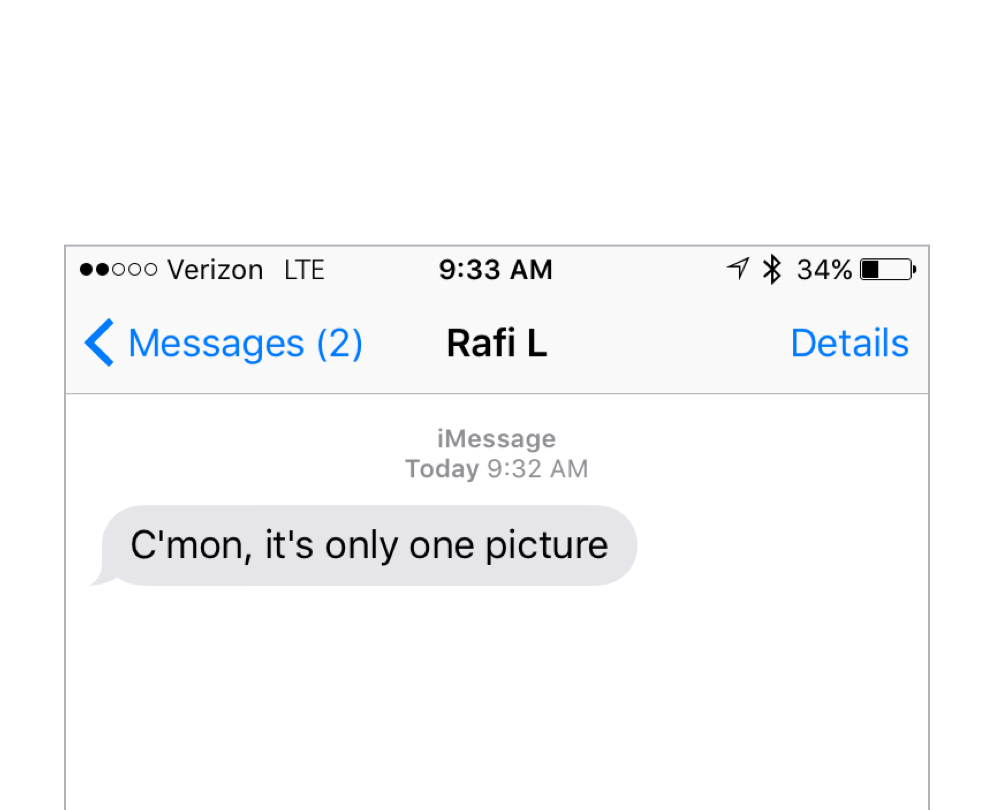 Verizon LTE 9:33 AM 34%
Messages (2) Rafi L Details
iMessage
Today 9:32 AM
C'mon, it's only one picture